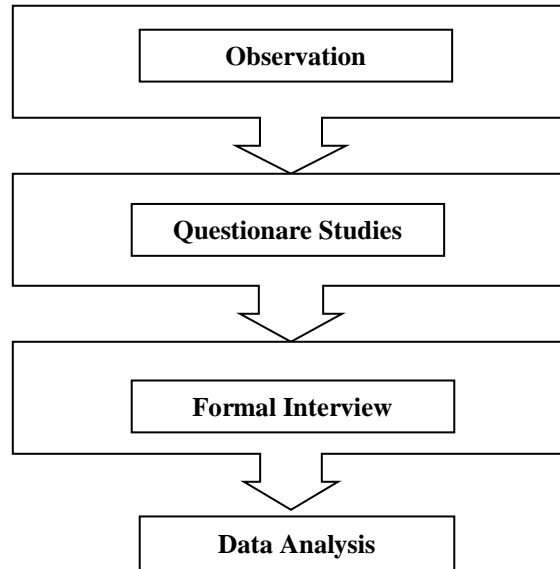 Observation
Questionare Studies
Formal Interview
Data Analysis